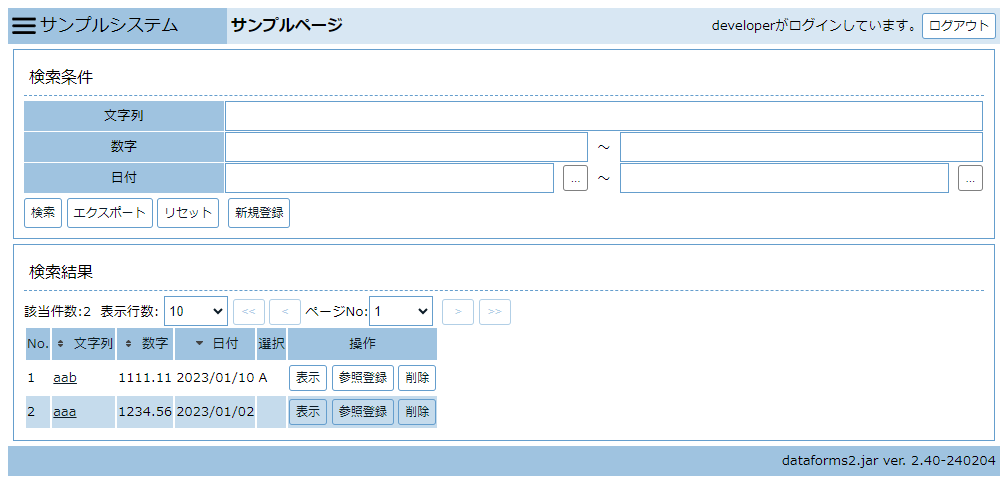 サンプルシステム サンプルページ developerがログインしています。 ログアウト
検索条件
文字列
数字 ～
日付 ... ～ ...
検索 エクスポート リセット 新規登録
検索結果
該当件数:2 表示行数: 10 << < ページNo: 1 > >>
No. 文字列 数字 日付 選択 操作
1 aab 1111.11 2023/01/10 A 表示 参照登録 削除
2 aaa 1234.56 2023/01/02 表示 参照登録 削除
dataforms2.jar ver. 2.40-240204